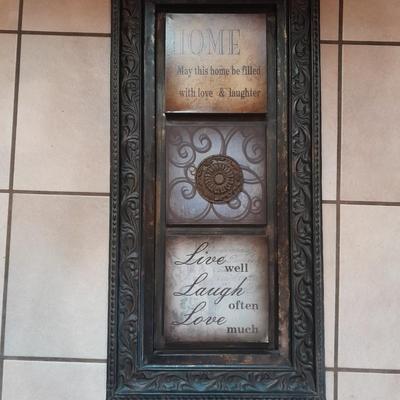 HOME
May this home be filled
with love & laughter
Live well
Laugh often
Love much